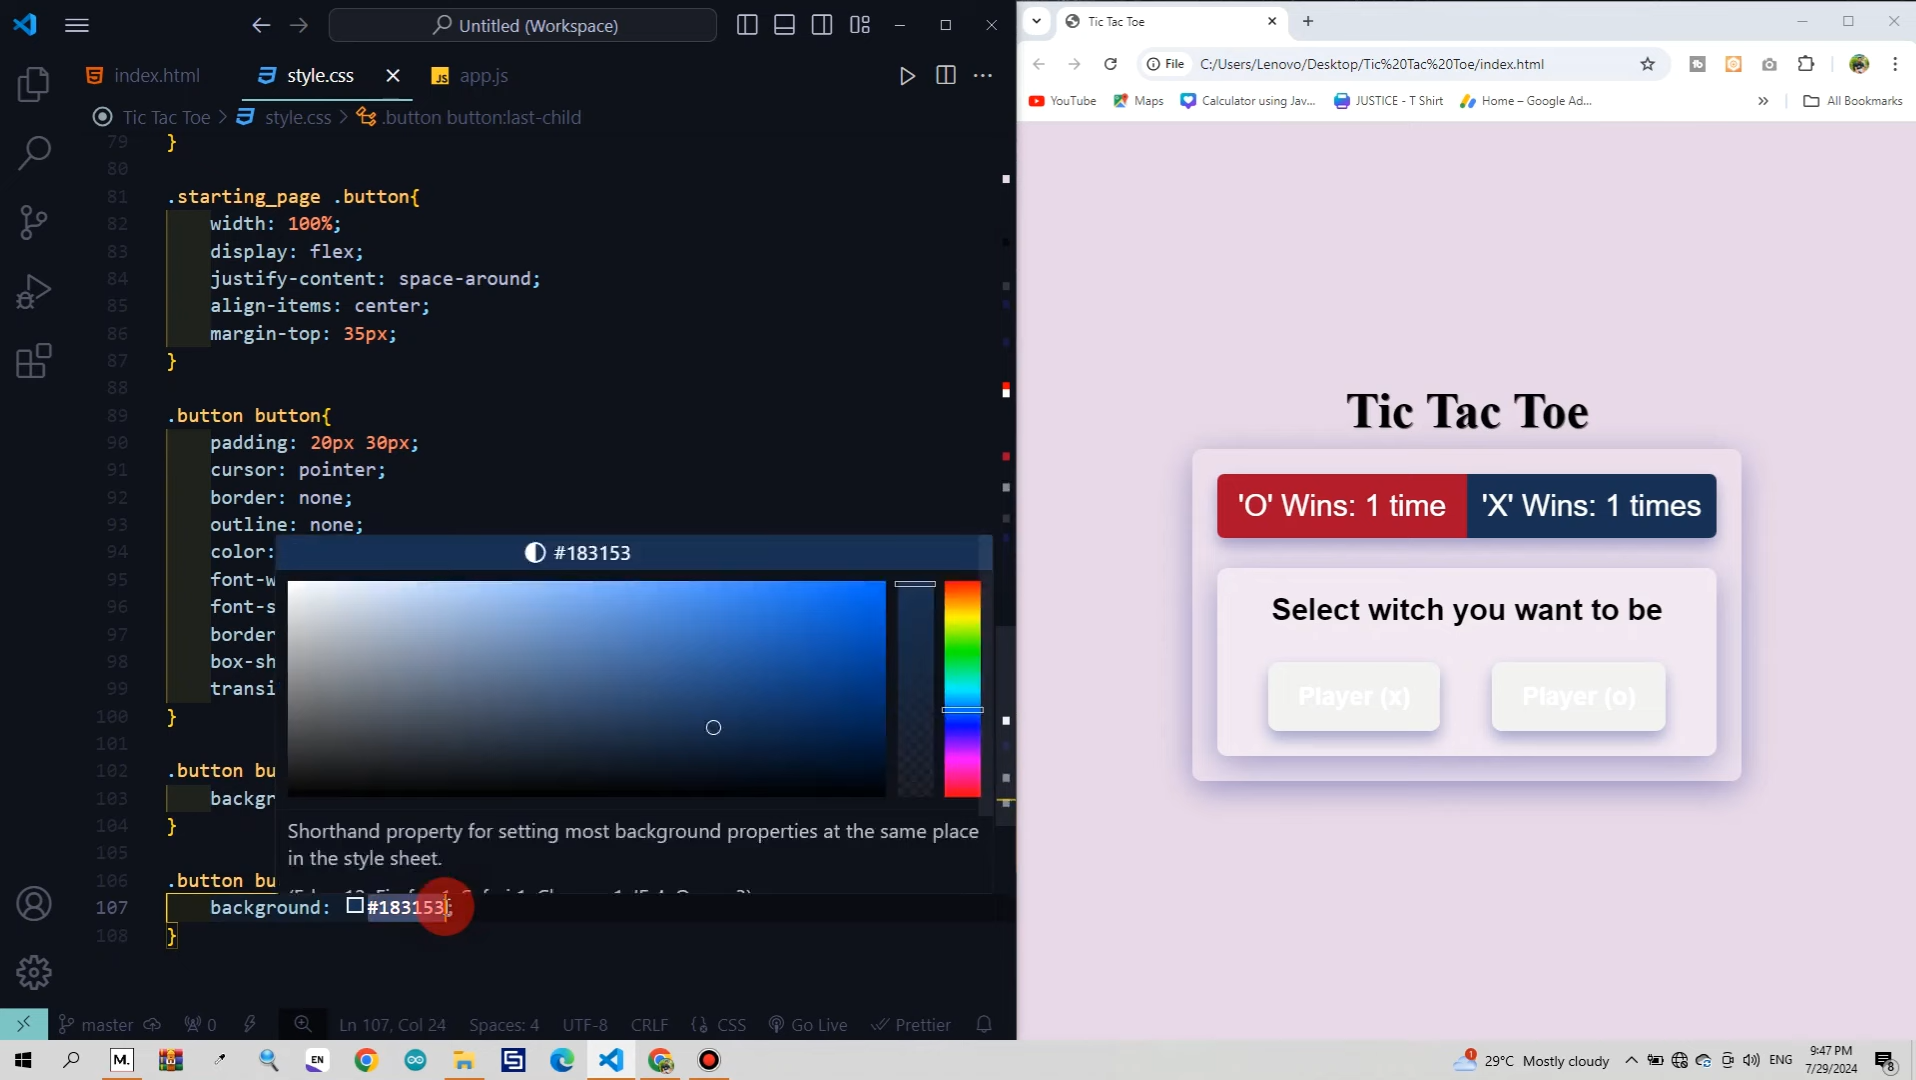 Untitled (Workspace)
index.html
style.css
JS app.js
Tic Tac Toe > style.css > .button button:last-child
79 }
80
81 .starting_page .button{
82 width: 100%;
83 display: flex;
84 justify-content: space-around;
85 align-items: center;
86 margin-top: 35px;
87 }
88
89 .button button{
90 padding: 20px 30px;
91 cursor: pointer;
92 border: none;
93 outline: none;
94 color:
95 font-w
96 font-s
97 border
98 box-sh
99 transi
100 }
101
102 .button bu
103 backgr
104 }
105
106 .button bu
107 background: #183153;
108 }
#183153
Shorthand property for setting most background properties at the same place
in the style sheet.
master
0
Ln 107, Col 24
Spaces: 4
UTF-8
CRLF
CSS
Go Live
Prettier
Tic Tac Toe
File
C:/Users/Lenovo/Desktop/Tic%20Tac%20Toe/index.html
YouTube
Maps
Calculator using Jav...
JUSTICE - T Shirt
Home – Google Ad...
All Bookmarks
Tic Tac Toe
'O' Wins: 1 time
'X' Wins: 1 times
Select witch you want to be
Player (x)
Player (o)
M.
EN
1
29°C Mostly cloudy
ENG
9:47 PM
7/29/2024
8